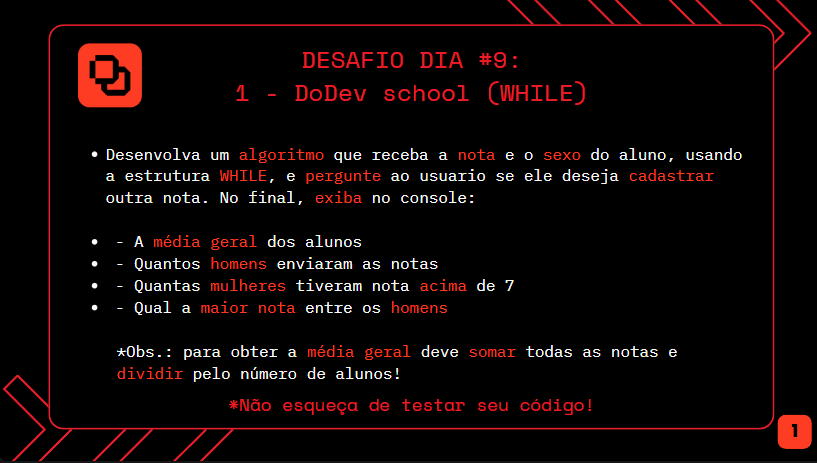 DESAFIO DIA #9:
1 - DoDev school (WHILE)
• Desenvolva um algoritmo que receba a nota e o sexo do aluno, usando
a estrutura WHILE, e pergunte ao usuario se ele deseja cadastrar
outra nota. No final, exiba no console:
• - A média geral dos alunos
• - Quantos homens enviaram as notas
• - Quantas mulheres tiveram nota acima de 7
• - Qual a maior nota entre os homens
*Obs.: para obter a média geral deve somar todas as notas e
dividir pelo número de alunos!
*Não esqueça de testar seu código!
1